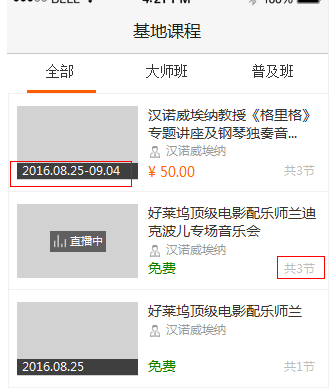 基地课程
全部 大师班 普及班
汉诺威埃纳教授《格里格》
专题讲座及钢琴独奏音...
汉诺威埃纳
2016.08.25-09.04 ¥ 50.00 共3节
好莱坞顶级电影配乐师兰迪
克波儿专场音乐会
直播中 汉诺威埃纳
免费 共3节
好莱坞顶级电影配乐师兰
汉诺威埃纳
2016.08.25 免费 共1节